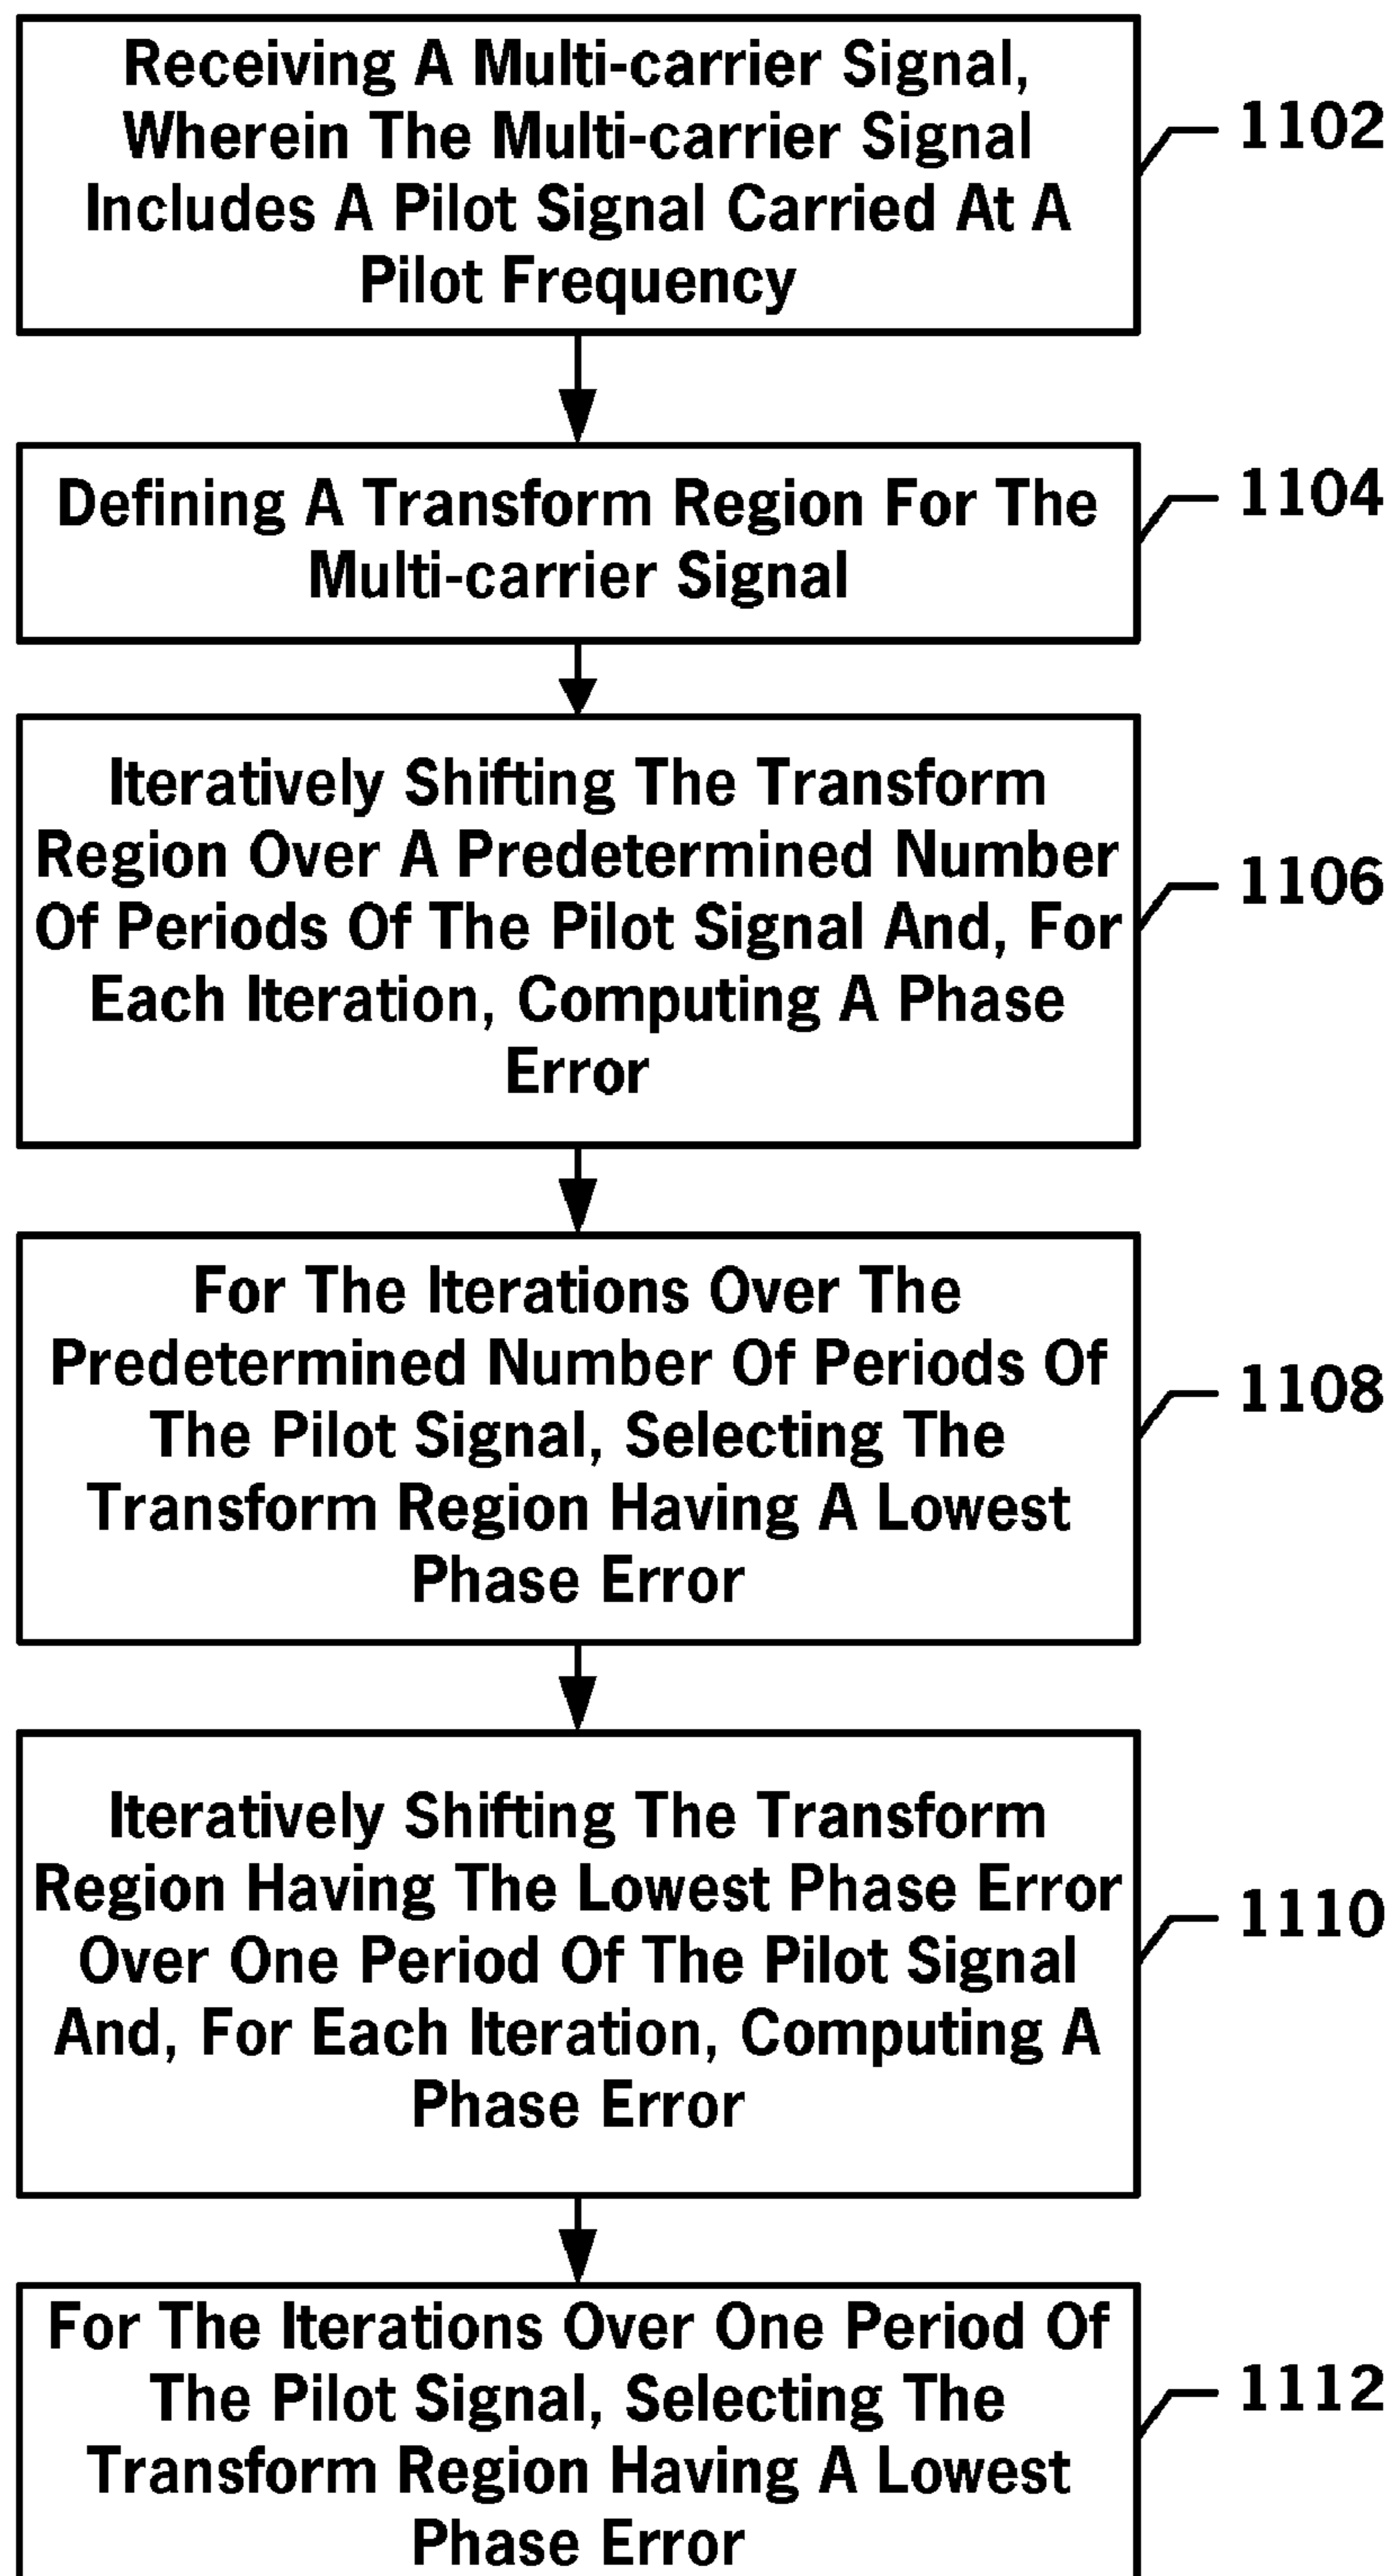 Receiving A Multi-carrier Signal,
Wherein The Multi-carrier Signal
Includes A Pilot Signal Carried At A
Pilot Frequency
1102
Defining A Transform Region For The
Multi-carrier Signal
1104
Iteratively Shifting The Transform
Region Over A Predetermined Number
Of Periods Of The Pilot Signal And, For
Each Iteration, Computing A Phase
Error
1106
For The Iterations Over The
Predetermined Number Of Periods Of
The Pilot Signal, Selecting The
Transform Region Having A Lowest
Phase Error
1108
Iteratively Shifting The Transform
Region Having The Lowest Phase Error
Over One Period Of The Pilot Signal
And, For Each Iteration, Computing A
Phase Error
1110
For The Iterations Over One Period Of
The Pilot Signal, Selecting The
Transform Region Having A Lowest
Phase Error
1112